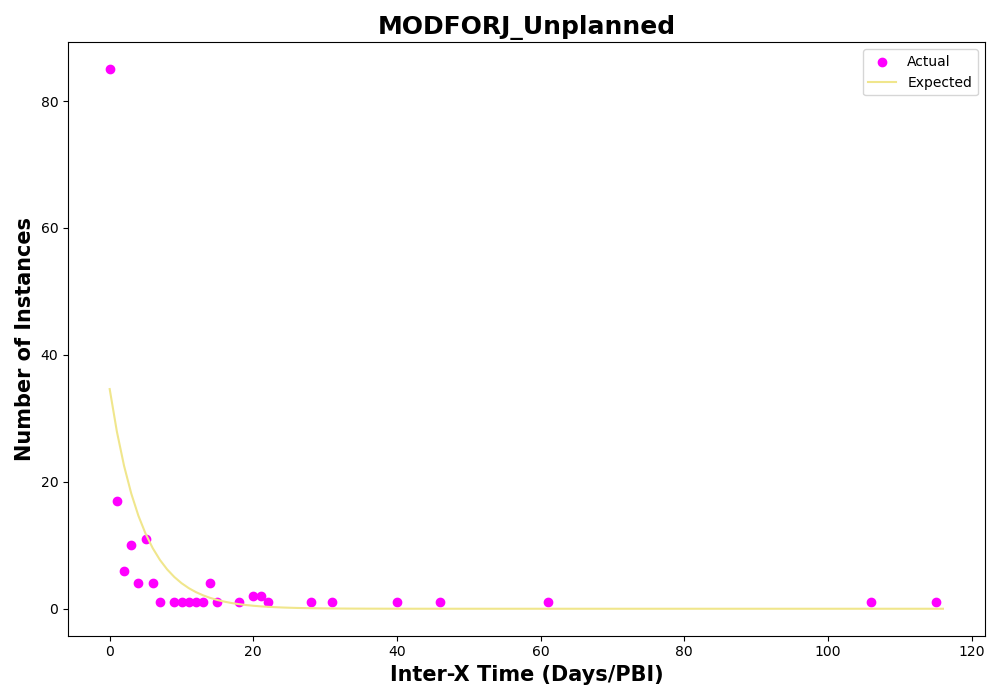 MODFORJ_Unplanned
Actual
Expected
Number of Instances
80
60
40
20
0
0 20 40 60 80 100 120
Inter-X Time (Days/PBI)